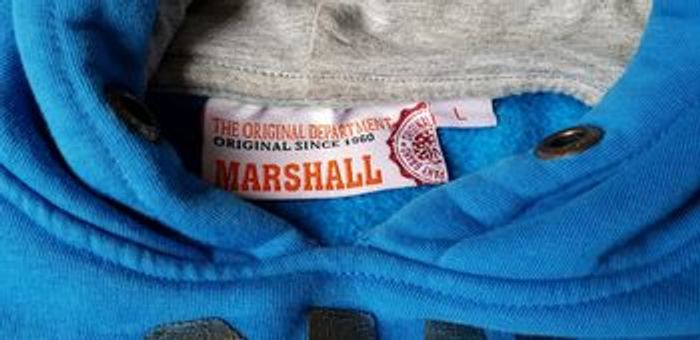 THE ORIGINAL DEPARTMENT
ORIGINAL SINCE 1960
MARSHALL
L